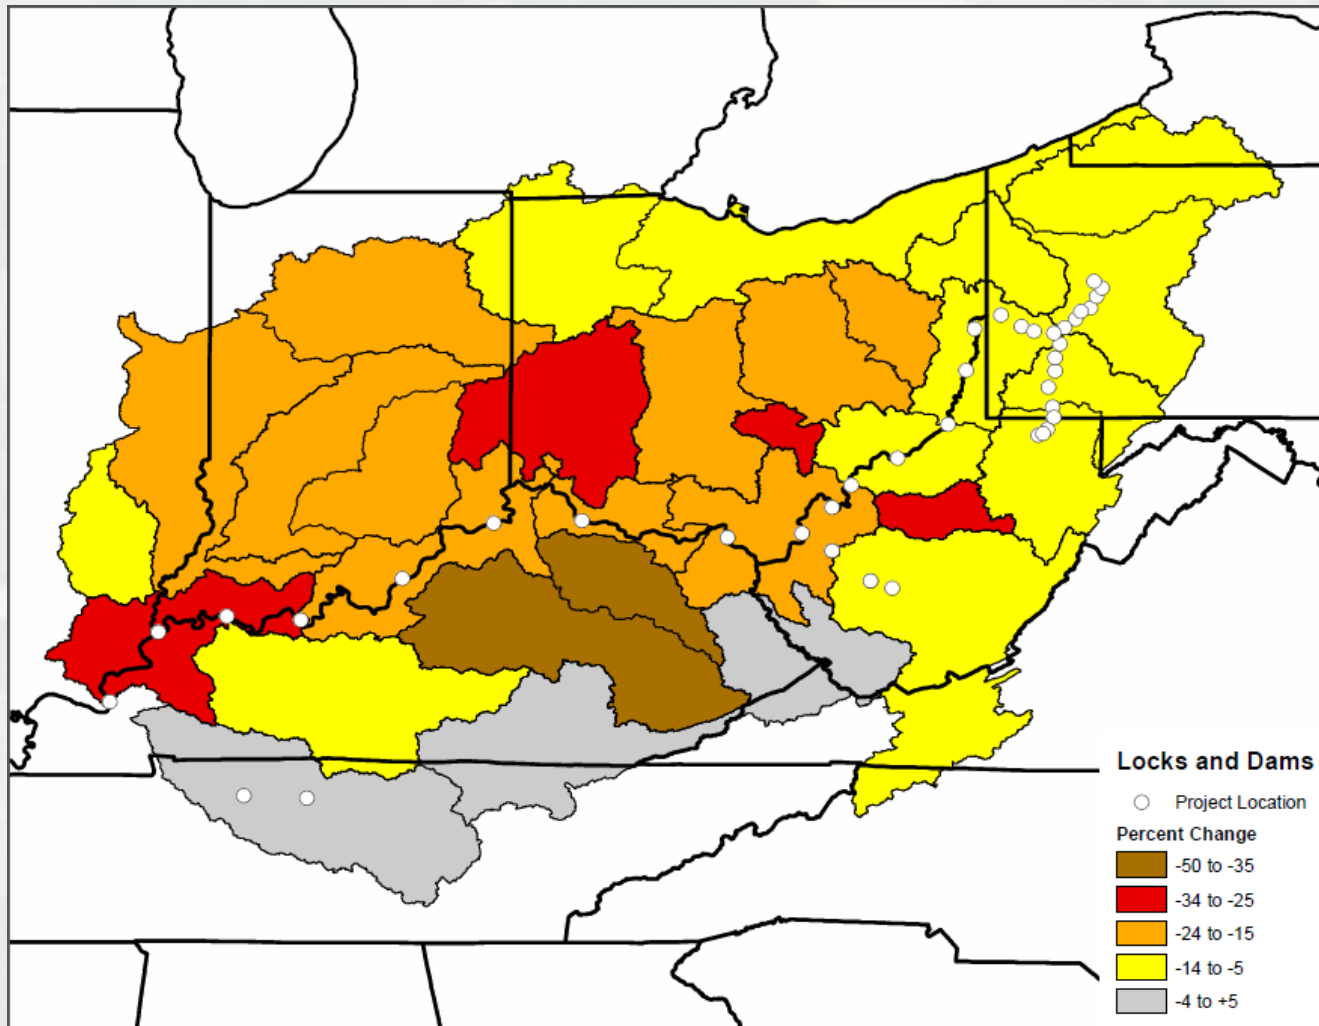 Locks and Dams
Project Location
Percent Change
-50 to -35
-34 to -25
-24 to -15
-14 to -5
-4 to +5